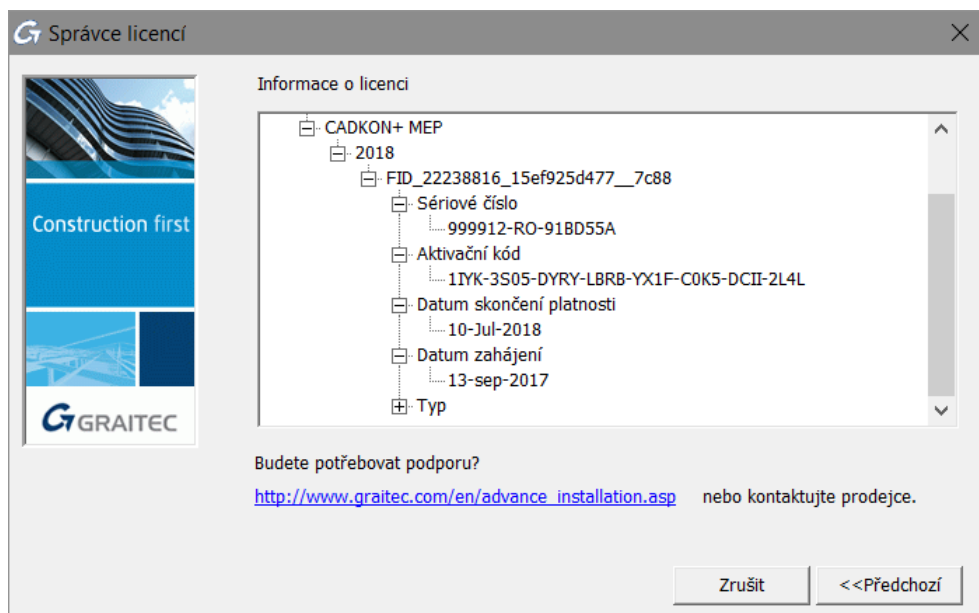 Správce licencí
Informace o licenci
CADKON+ MEP
2018
FID_22238816_15ef925d477__7c88
Sériové číslo
999912-RO-91BD55A
Aktivační kód
1IYK-3S05-DYRY-LBRB-YX1F-C0K5-DCII-2L4L
Datum skončení platnosti
10-Jul-2018
Datum zahájení
13-sep-2017
Typ
Construction first
GRAITEC
Budete potřebovat podporu?
http://www.graitec.com/en/advance_installation.asp nebo kontaktujte prodejce.
Zrušit <<Předchozí